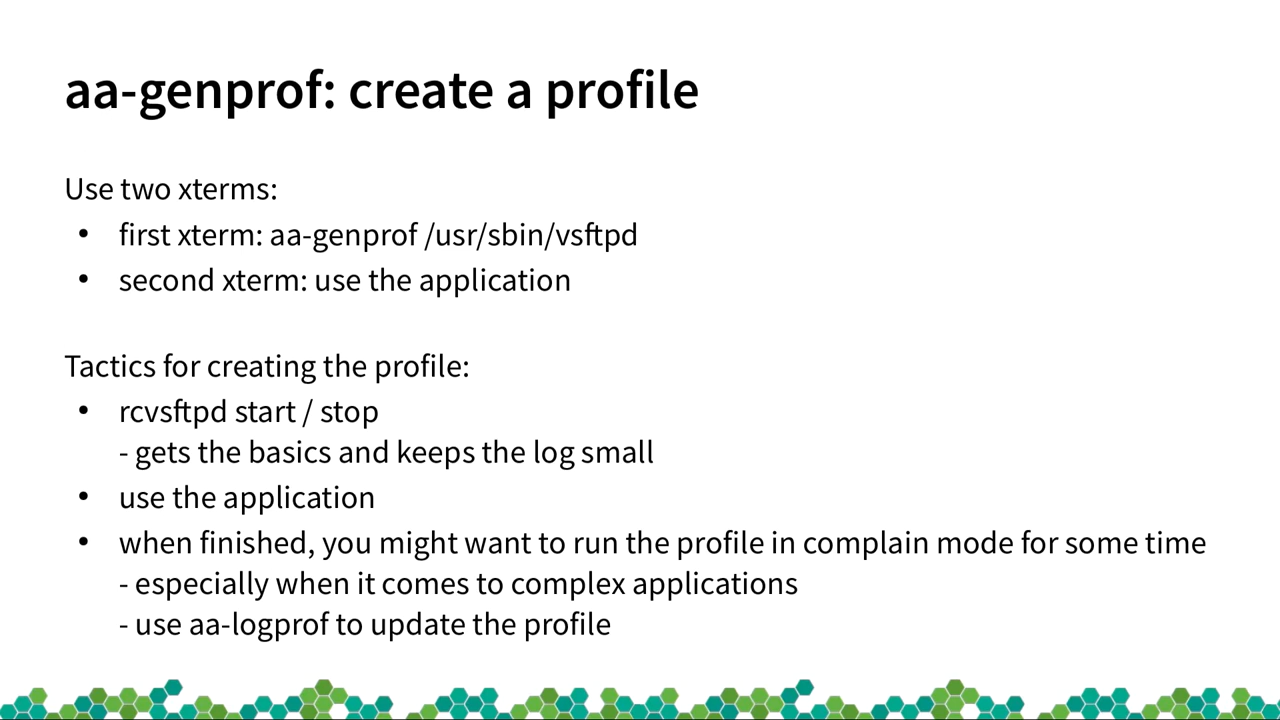 aa-genprof: create a profile
Use two xterms:
• first xterm: aa-genprof /usr/sbin/vsftpd
• second xterm: use the application
Tactics for creating the profile:
• rcvsftpd start / stop
- gets the basics and keeps the log small
• use the application
• when finished, you might want to run the profile in complain mode for some time
- especially when it comes to complex applications
- use aa-logprof to update the profile